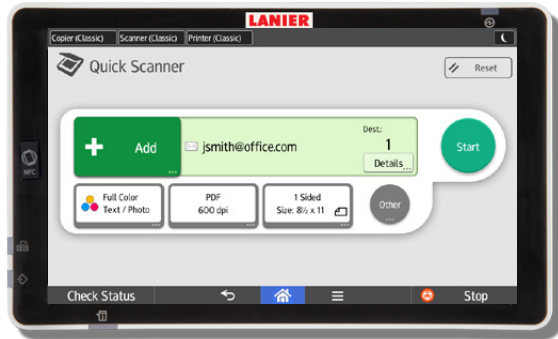 LANIER
Copier (Classic) Scanner (Classic) Printer (Classic)
Quick Scanner
Reset
Add
jsmith@office.com
Dest.:
1
Details
Start
Full Color
Text / Photo
PDF
600 dpi
1 Sided
Size: 8½ x 11
Other
NFC
Check Status
Stop